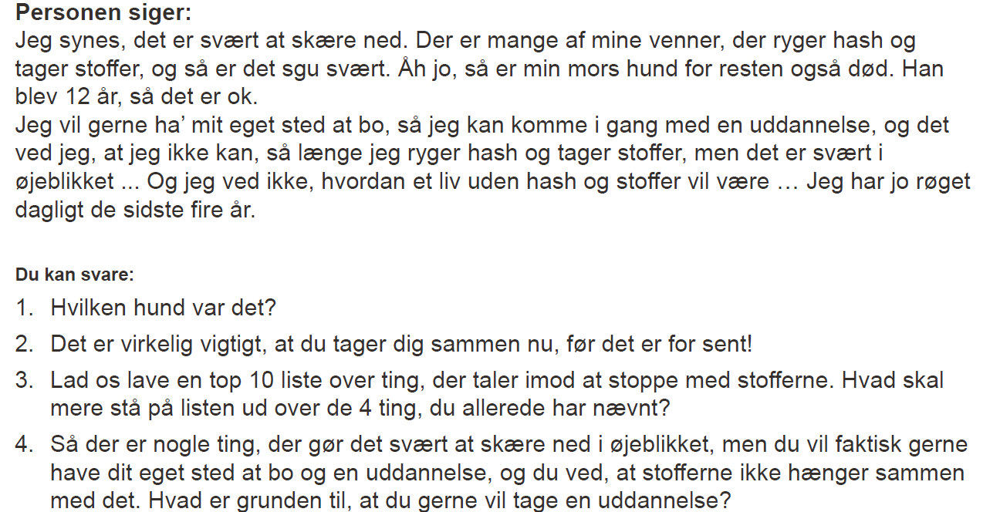 Personen siger:
Jeg synes, det er svært at skære ned. Der er mange af mine venner, der ryger hash og
tager stoffer, og så er det sgu svært. Åh jo, så er min mors hund for resten også død. Han
blev 12 år, så det er ok.
Jeg vil gerne ha’ mit eget sted at bo, så jeg kan komme i gang med en uddannelse, og det
ved jeg, at jeg ikke kan, så længe jeg ryger hash og tager stoffer, men det er svært i
øjeblikket ... Og jeg ved ikke, hvordan et liv uden hash og stoffer vil være … Jeg har jo røget
dagligt de sidste fire år.
Du kan svare:
1. Hvilken hund var det?
2. Det er virkelig vigtigt, at du tager dig sammen nu, før det er for sent!
3. Lad os lave en top 10 liste over ting, der taler imod at stoppe med stofferne. Hvad skal
mere stå på listen ud over de 4 ting, du allerede har nævnt?
4. Så der er nogle ting, der gør det svært at skære ned i øjeblikket, men du vil faktisk gerne
have dit eget sted at bo og en uddannelse, og du ved, at stofferne ikke hænger sammen
med det. Hvad er grunden til, at du gerne vil tage en uddannelse?